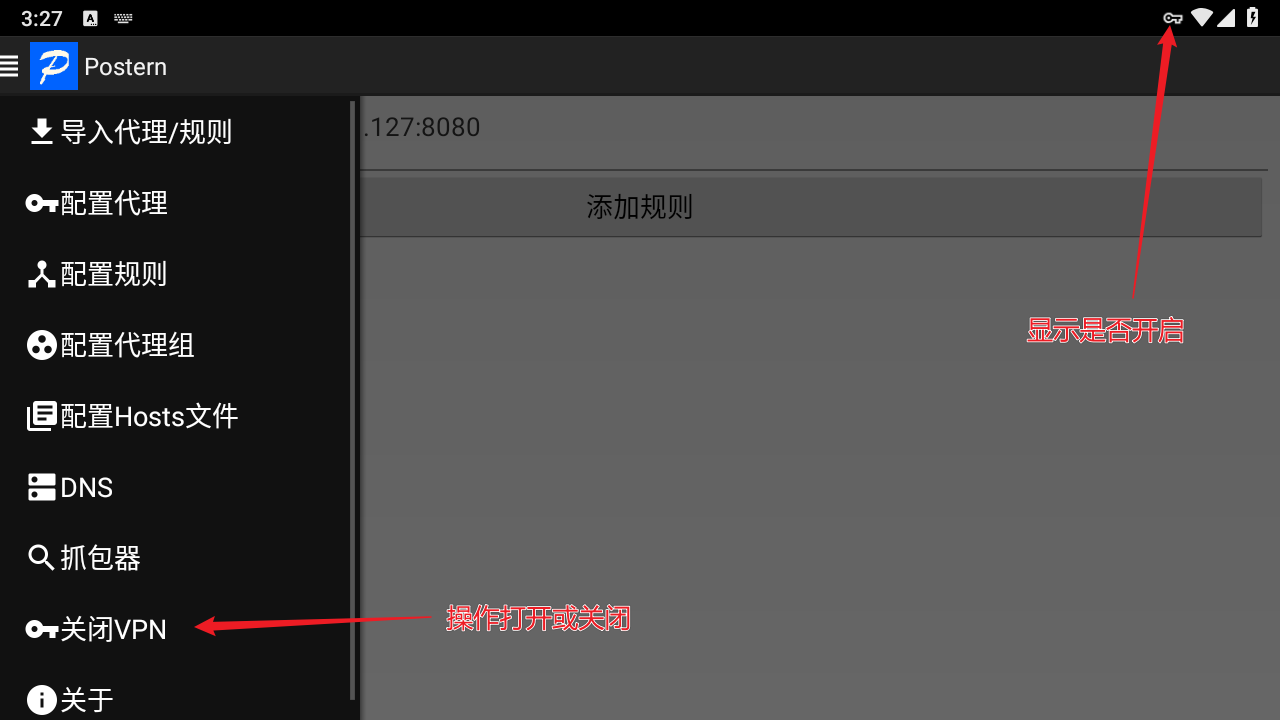 3:27
A
Postern
导入代理/规则
.127:8080
配置代理
添加规则
配置规则
显示是否开启
配置代理组
配置Hosts文件
DNS
抓包器
操作打开或关闭
关闭VPN
关于